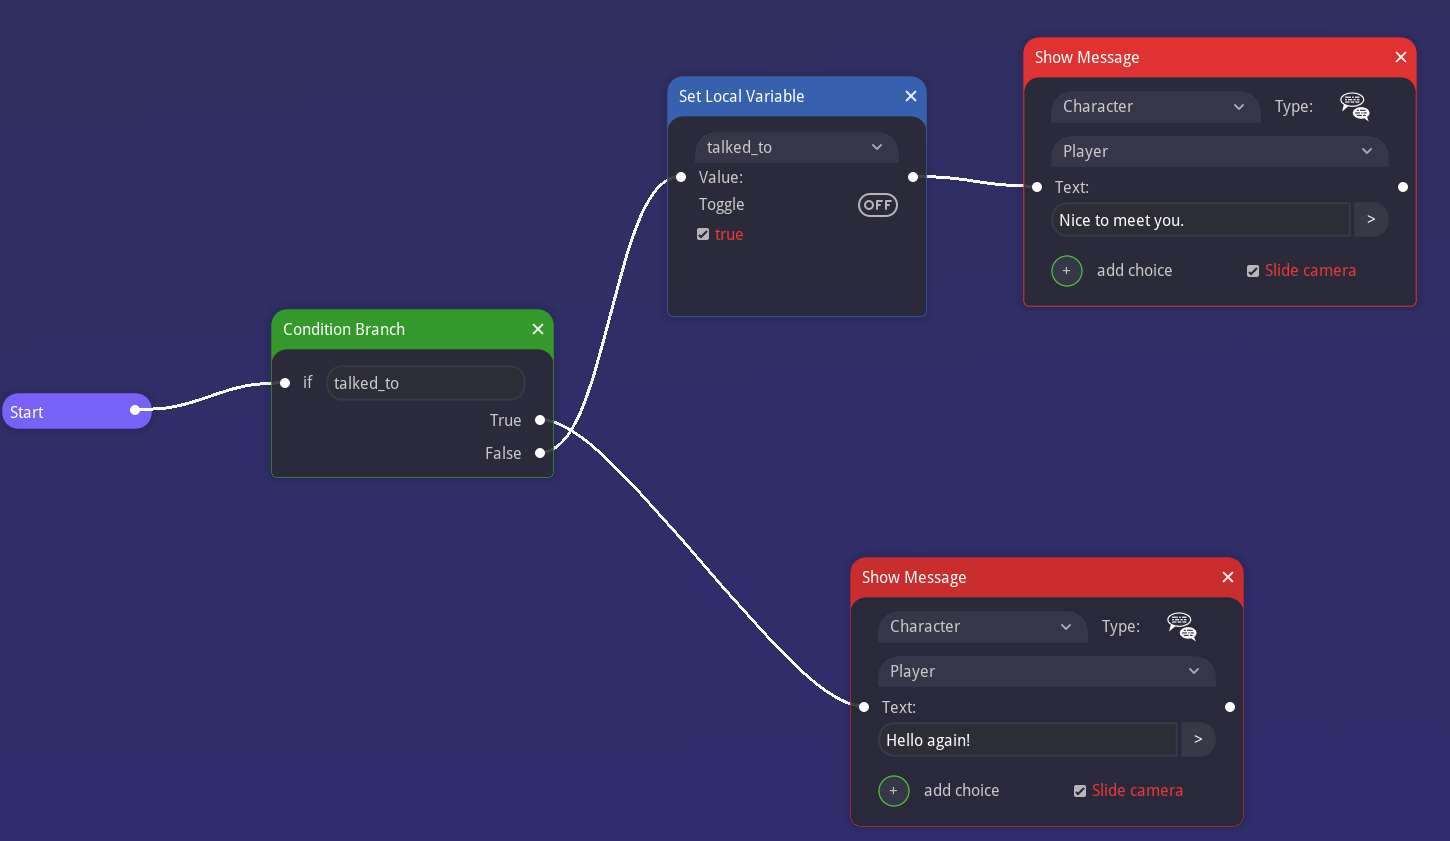 Start
Condition Branch
if talked_to
True
False
Set Local Variable
talked_to
Value:
Toggle OFF
true
Show Message
Character Type:
Player
Text:
Nice to meet you. >
+ add choice Slide camera
Show Message
Character Type:
Player
Text:
Hello again! >
+ add choice Slide camera